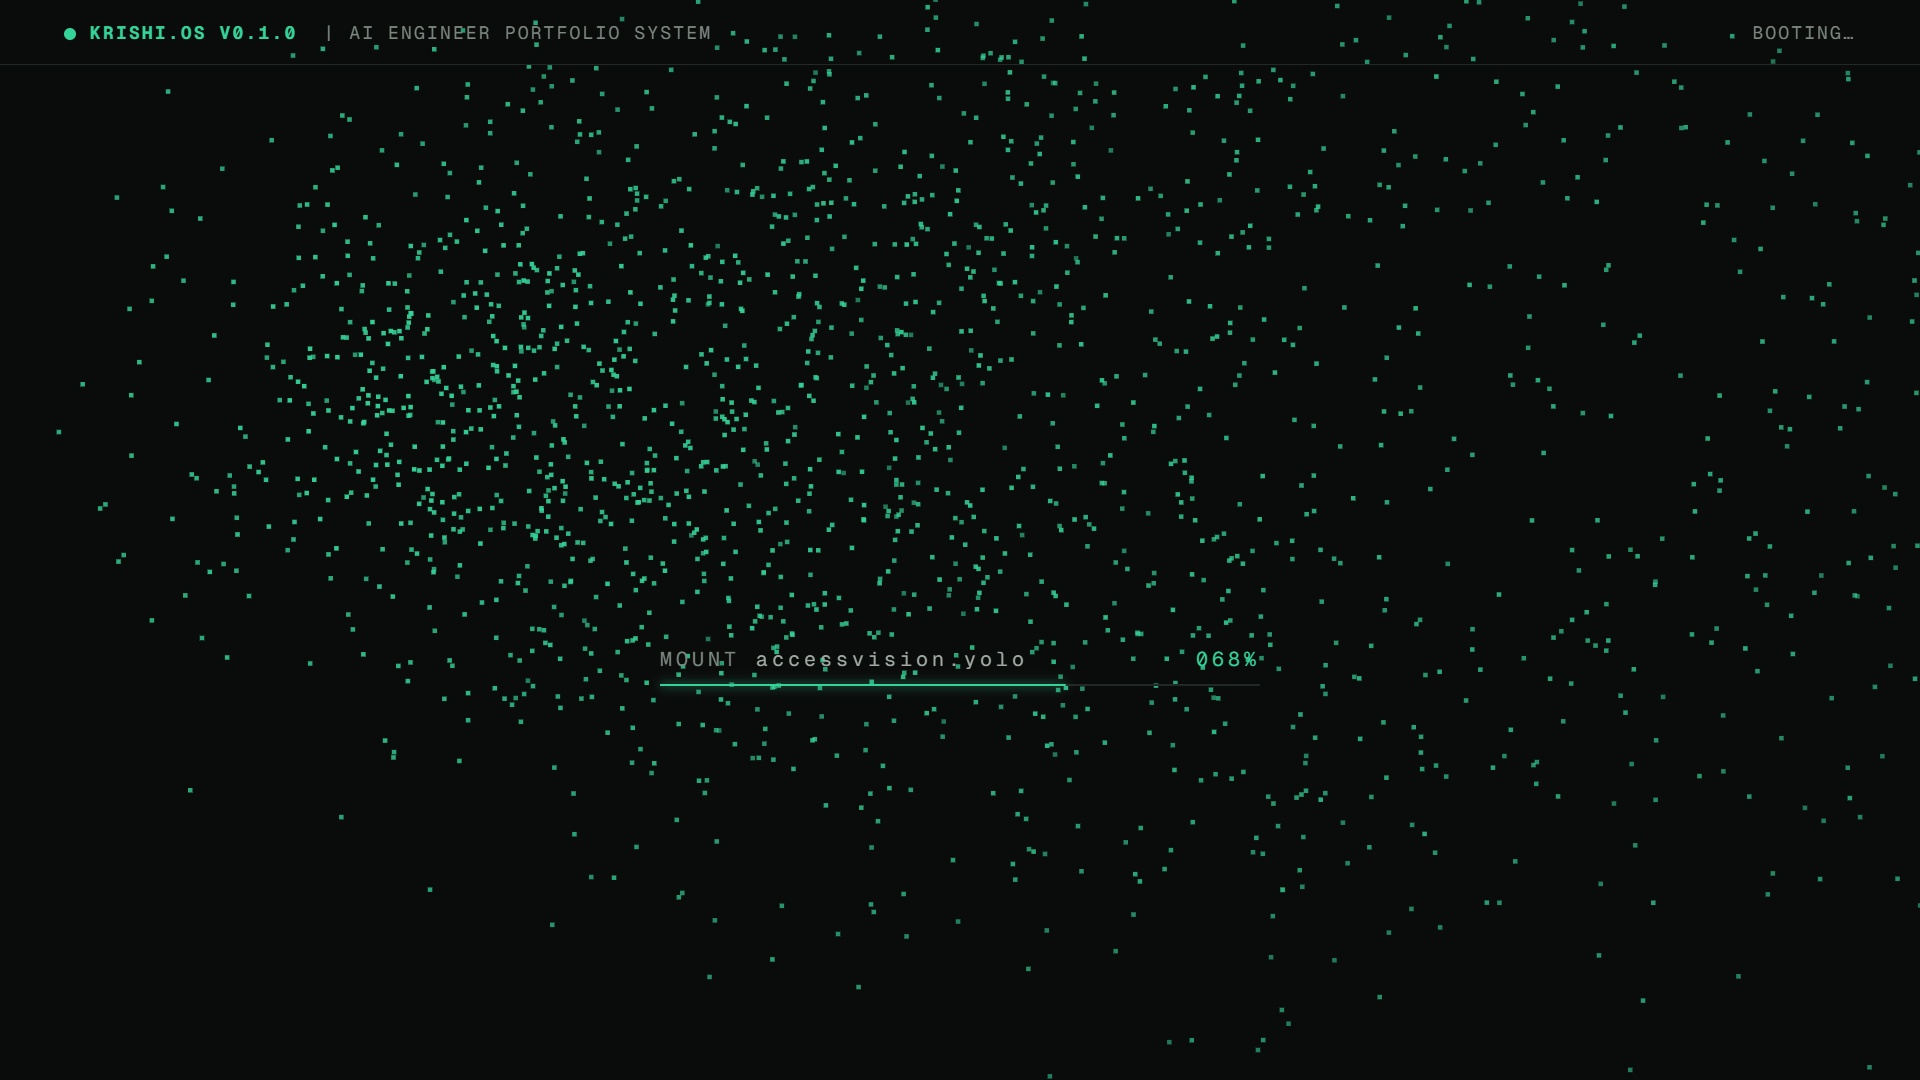 KRISHI.OS V0.1.0 | AI ENGINEER PORTFOLIO SYSTEM BOOTING…
MOUNT accessvision.yolo 068%